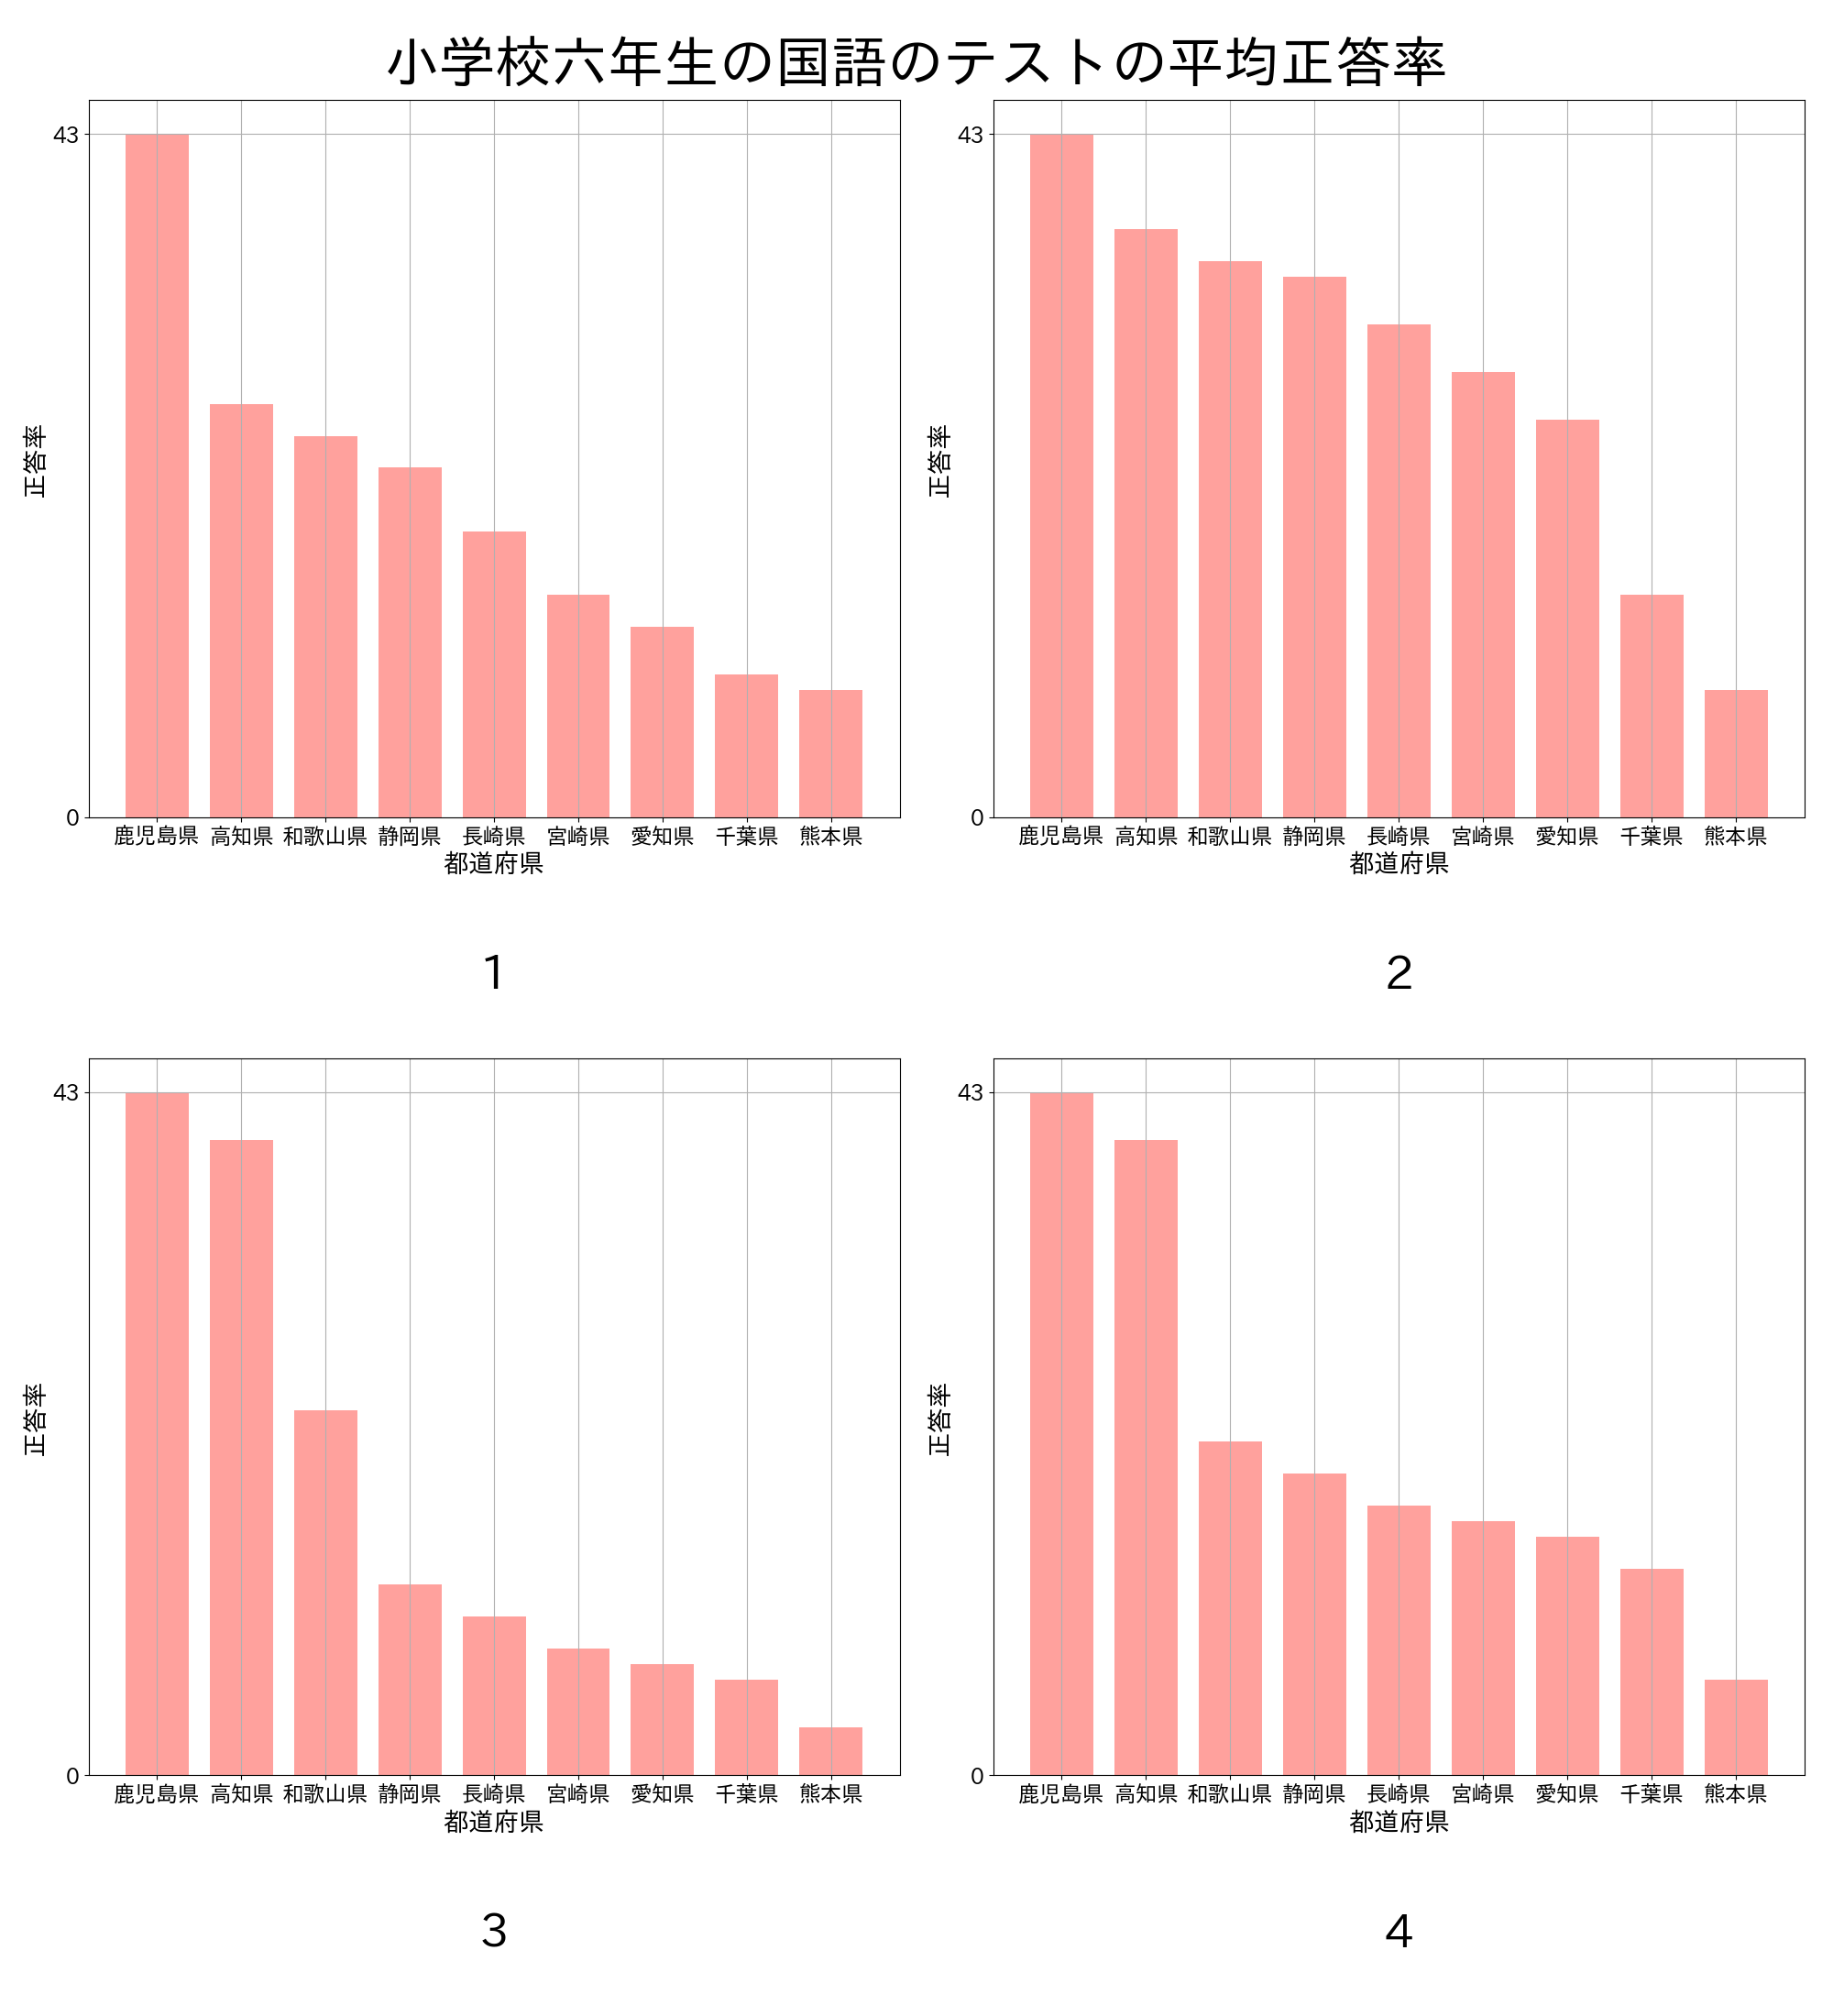 小学校六年生の国語のテストの平均正答率
43
0
正答率
鹿児島県 高知県 和歌山県 静岡県 長崎県 宮崎県 愛知県 千葉県 熊本県
都道府県
1
43
0
正答率
鹿児島県 高知県 和歌山県 静岡県 長崎県 宮崎県 愛知県 千葉県 熊本県
都道府県
2
43
0
正答率
鹿児島県 高知県 和歌山県 静岡県 長崎県 宮崎県 愛知県 千葉県 熊本県
都道府県
3
43
0
正答率
鹿児島県 高知県 和歌山県 静岡県 長崎県 宮崎県 愛知県 千葉県 熊本県
都道府県
4